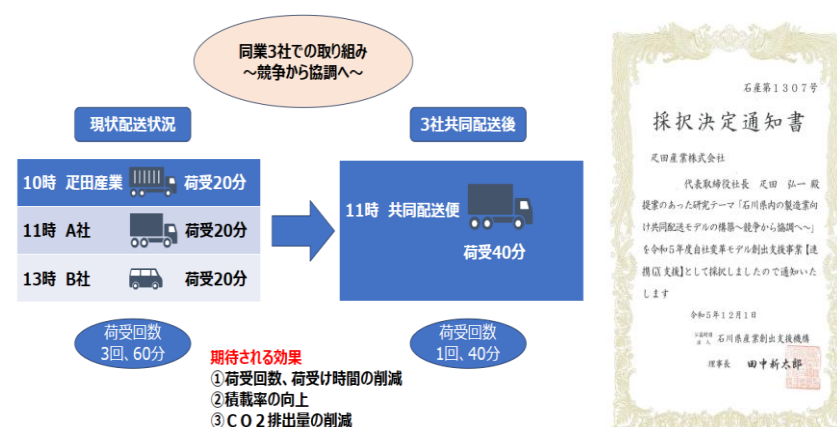 同業3社での取り組み
～競争から協調へ～
現状配送状況
3社共同配送後
10時 疋田産業 荷受20分
11時 A社 荷受20分
13時 B社 荷受20分
11時 共同配送便
荷受40分
荷受回数
3回、60分
荷受回数
1回、40分
期待される効果
①荷受回数、荷受け時間の削減
②積載率の向上
③ＣＯ２排出量の削減
石産第1307号
採択決定通知書
疋田産業株式会社
代表取締役社長 疋田 弘一 殿
提案のあった研究テーマ「石川県内の製造業向
け共同配送モデルの構築～競争から協調へ～」
を令和5年度自社変革モデル創出支援事業【連
携GX支援】として採択しましたので通知いた
します
令和5年12月1日
公益財団法人 石川県産業創出支援機構
理事長 田中新太郎